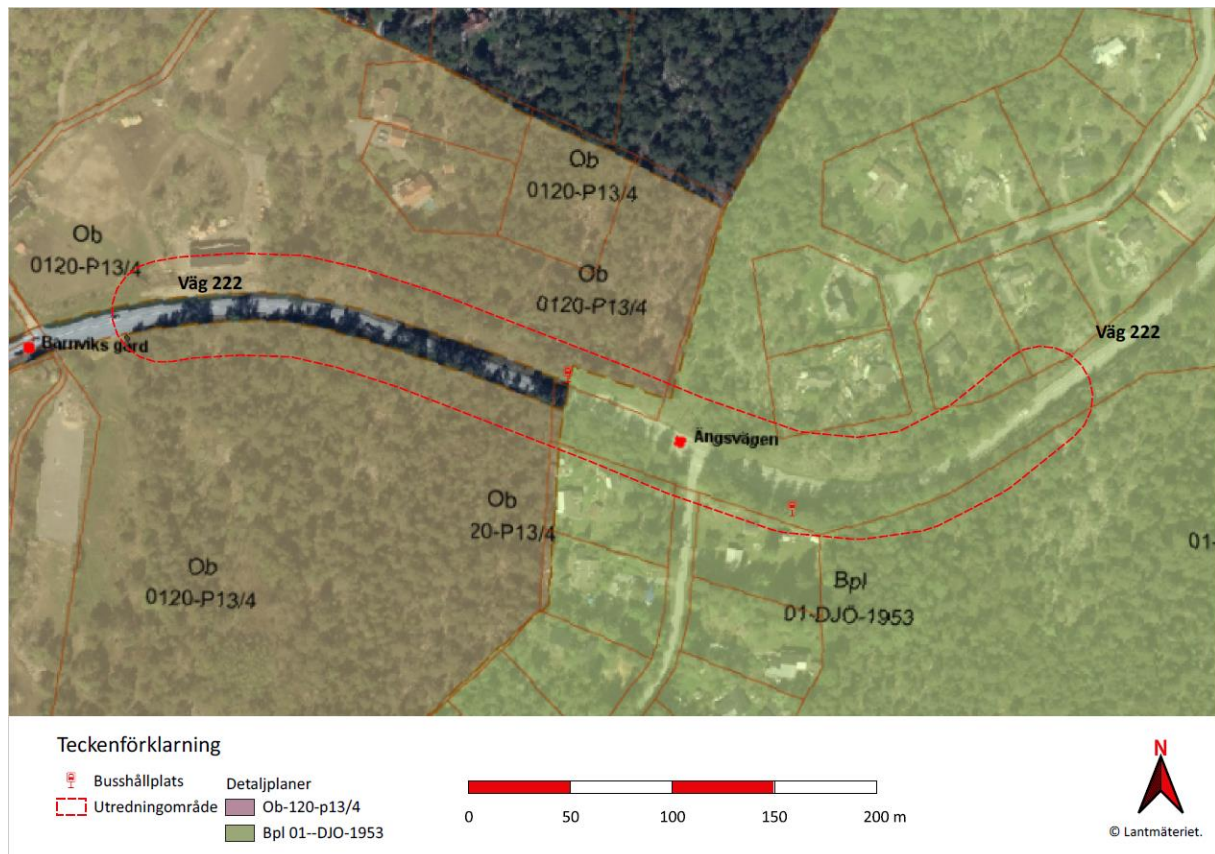 Ob
0120-P13/4
Ob
0120-P13/4
Ob
0120-P13/4
Väg 222
Väg 222
Barnviks gård
Ängsvägen
Ob
20-P13/4
01-
Ob
0120-P13/4
Bpl
01-DJÖ-1953
Teckenförklarning
Busshållplats
Utredningområde
Detaljplaner
Ob-120-p13/4
Bpl 01--DJO-1953
0 50 100 150 200 m
N
© Lantmäteriet.